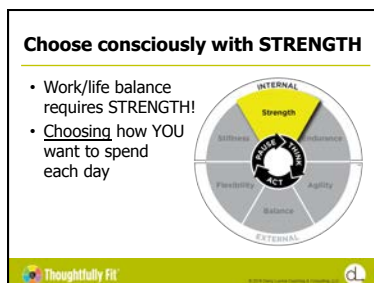 Choose consciously with STRENGTH
• Work/life balance
requires STRENGTH!
• Choosing how YOU
want to spend
each day
INTERNAL
Strength
Stillness
Endurance
PAUSE
THINK
ACT
Flexibility
Agility
Balance
EXTERNAL
Thoughtfully Fit